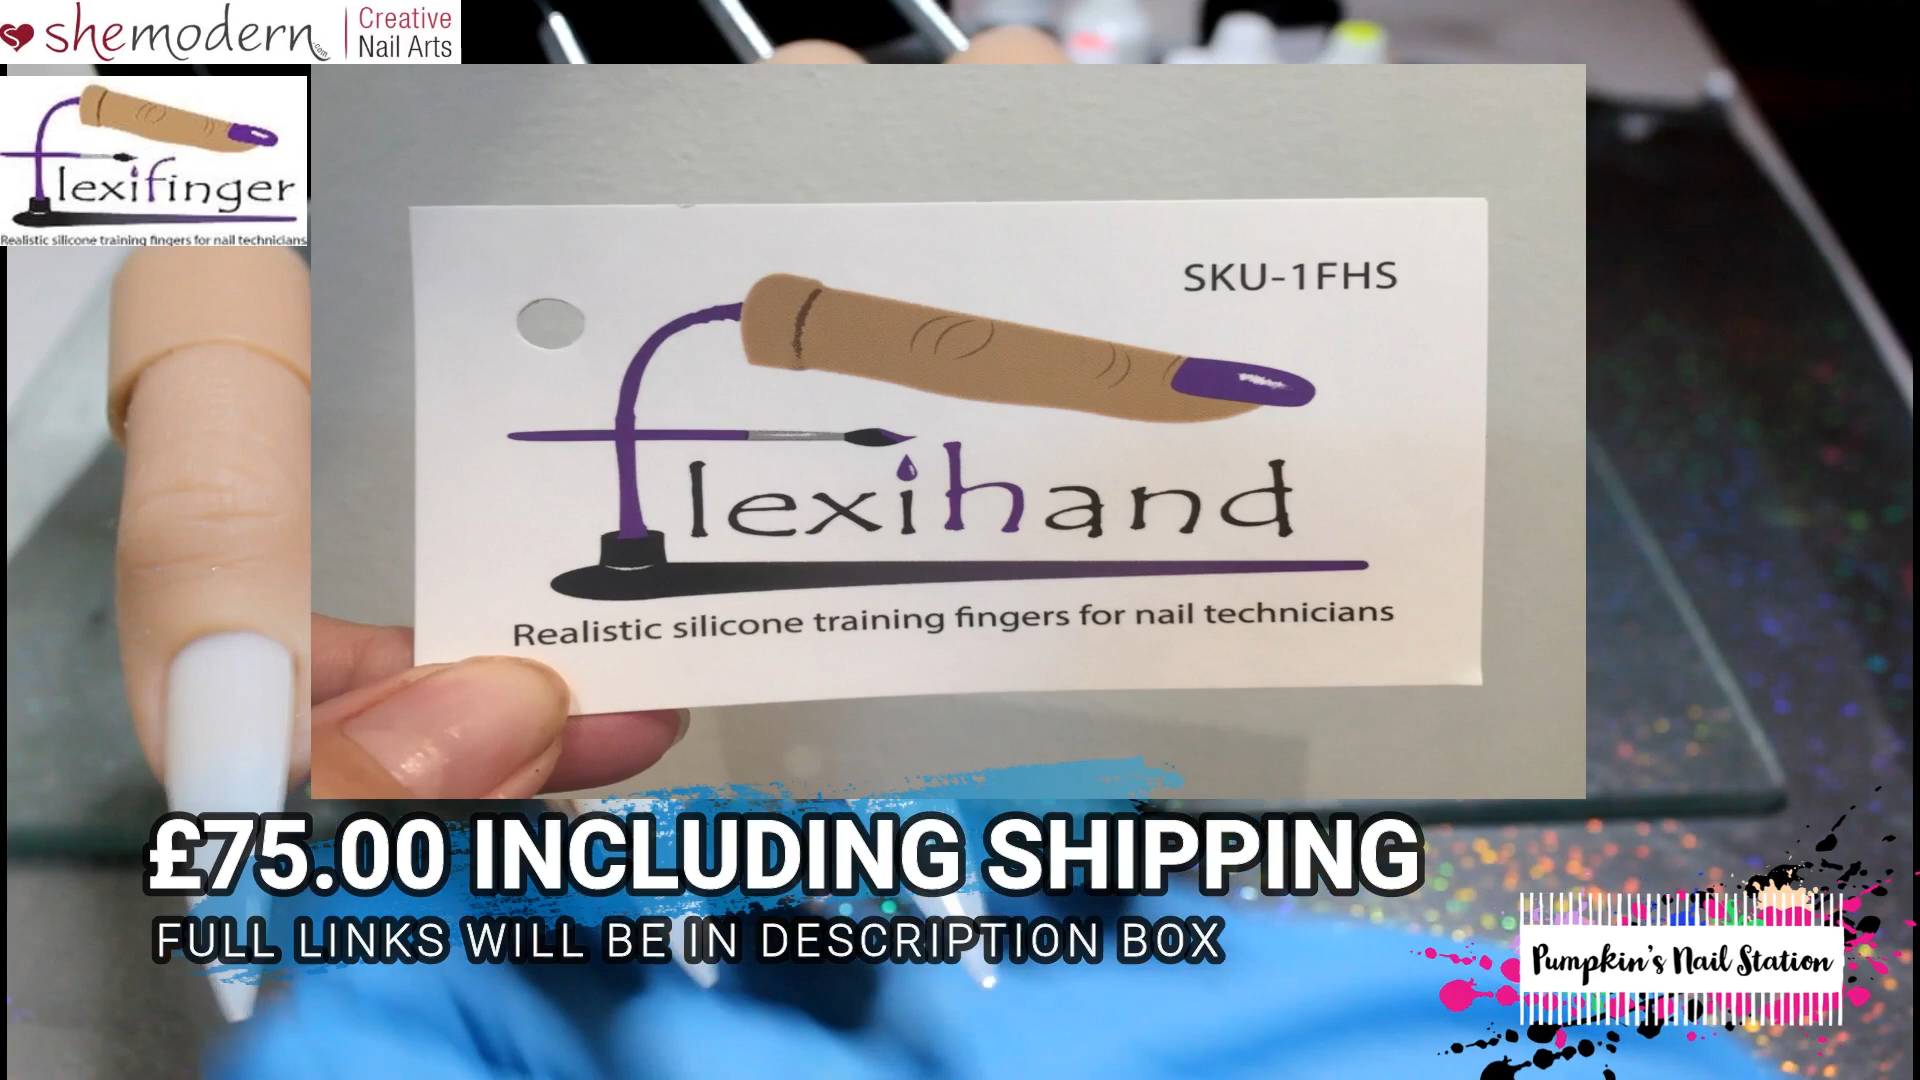 shemodern.com
Creative
Nail Arts
flexifinger
Realistic silicone training fingers for nail technicians
SKU-1FHS
flexihand
Realistic silicone training fingers for nail technicians
£75.00 INCLUDING SHIPPING
FULL LINKS WILL BE IN DESCRIPTION BOX
Pumpkin's Nail Station